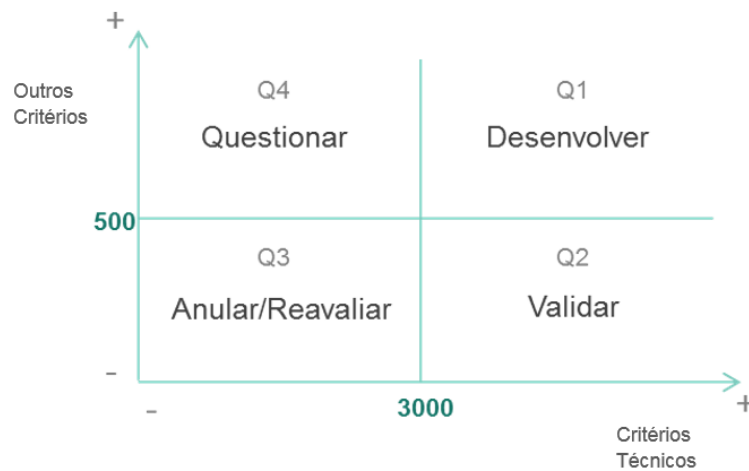 +
Outros
Critérios
Q4
Q1
Questionar
Desenvolver
500
Q3
Q2
Anular/Reavaliar
Validar
-
-
3000
+
Critérios
Técnicos